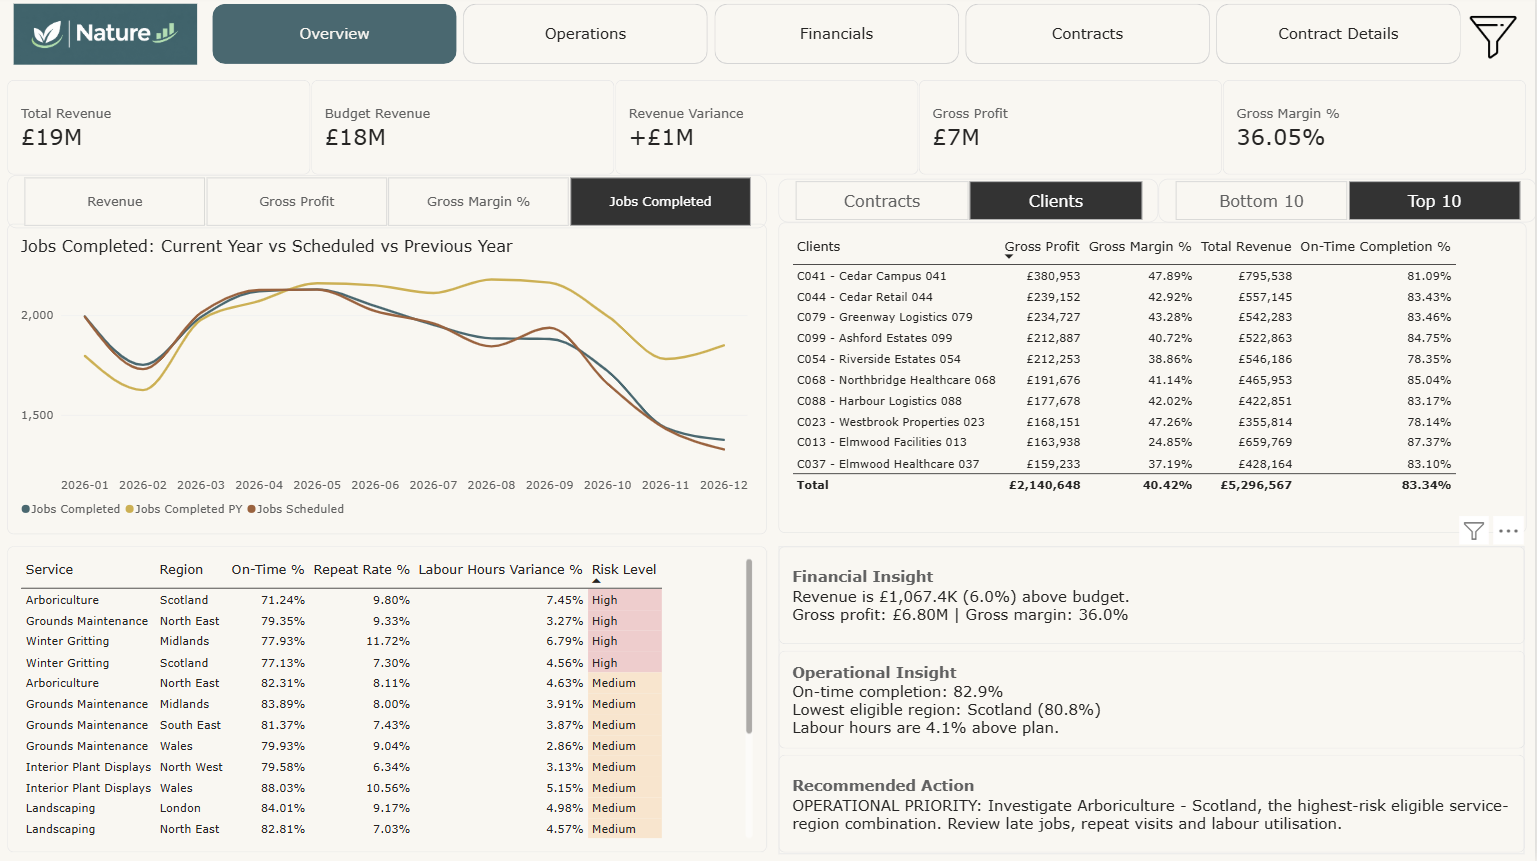 Nature
Overview
Operations
Financials
Contracts
Contract Details
Total Revenue
£19M
Budget Revenue
£18M
Revenue Variance
+£1M
Gross Profit
£7M
Gross Margin %
36.05%
Revenue
Gross Profit
Gross Margin %
Jobs Completed
Jobs Completed: Current Year vs Scheduled vs Previous Year
2,000
1,500
2026-01 2026-02 2026-03 2026-04 2026-05 2026-06 2026-07 2026-08 2026-09 2026-10 2026-11 2026-12
Jobs Completed Jobs Completed PY Jobs Scheduled
Contracts
Clients
Bottom 10
Top 10
Clients Gross Profit Gross Margin % Total Revenue On-Time Completion %
C041 - Cedar Campus 041 £380,953 47.89% £795,538 81.09%
C044 - Cedar Retail 044 £239,152 42.92% £557,145 83.43%
C079 - Greenway Logistics 079 £234,727 43.28% £542,283 83.46%
C099 - Ashford Estates 099 £212,887 40.72% £522,863 84.75%
C054 - Riverside Estates 054 £212,253 38.86% £546,186 78.35%
C068 - Northbridge Healthcare 068 £191,676 41.14% £465,953 85.04%
C088 - Harbour Logistics 088 £177,678 42.02% £422,851 83.17%
C023 - Westbrook Properties 023 £168,151 47.26% £355,814 78.14%
C013 - Elmwood Facilities 013 £163,938 24.85% £659,769 87.37%
C037 - Elmwood Healthcare 037 £159,233 37.19% £428,164 83.10%
Total £2,140,648 40.42% £5,296,567 83.34%
Service Region On-Time % Repeat Rate % Labour Hours Variance % Risk Level
Arboriculture Scotland 71.24% 9.80% 7.45% High
Grounds Maintenance North East 79.35% 9.33% 3.27% High
Winter Gritting Midlands 77.93% 11.72% 6.79% High
Winter Gritting Scotland 77.13% 7.30% 4.56% High
Arboriculture North East 82.31% 8.11% 4.63% Medium
Grounds Maintenance Midlands 83.89% 8.00% 3.91% Medium
Grounds Maintenance South East 81.37% 7.43% 3.87% Medium
Grounds Maintenance Wales 79.93% 9.04% 2.86% Medium
Interior Plant Displays North West 79.58% 6.34% 3.13% Medium
Interior Plant Displays Wales 88.03% 10.56% 5.15% Medium
Landscaping London 84.01% 9.17% 4.98% Medium
Landscaping North East 82.81% 7.03% 4.57% Medium
Financial Insight
Revenue is £1,067.4K (6.0%) above budget.
Gross profit: £6.80M | Gross margin: 36.0%
Operational Insight
On-time completion: 82.9%
Lowest eligible region: Scotland (80.8%)
Labour hours are 4.1% above plan.
Recommended Action
OPERATIONAL PRIORITY: Investigate Arboriculture - Scotland, the highest-risk eligible service-
region combination. Review late jobs, repeat visits and labour utilisation.